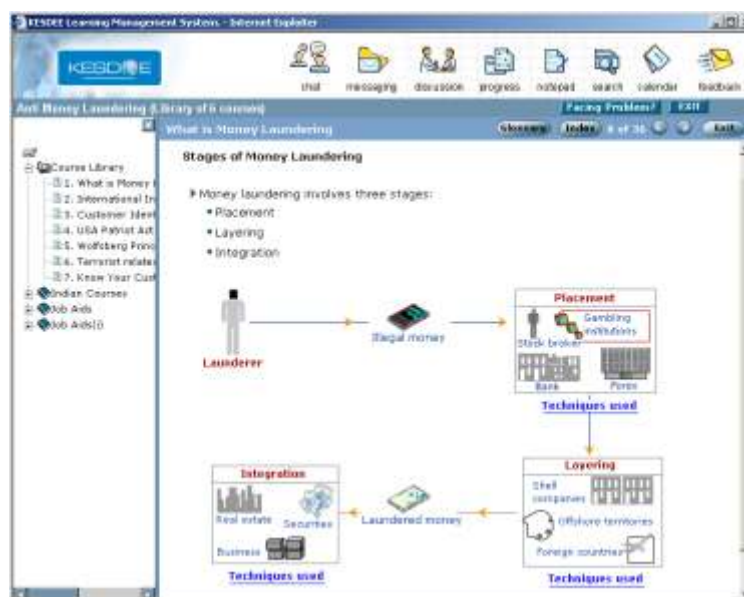 KESDEE Learning Management System - Internet Explorer
KESDEE
chat messaging discussion progress notepad search calendar feedback
Anti Money Laundering (Library of 6 courses) Facing Problem? EXIT
What is Money Laundering Glossary Index of Exit
Course Library
1. What is Money
2. International In
3. Customer Ident
4. USA Patriot Act
5. Wolfsberg Princ
6. Terrorist relate
7. Know Your Cust
Indian Courses
Job Aids
Job Aids()
Stages of Money Laundering
Money laundering involves three stages:
Placement
Layering
Integration
Launderer
Illegal money
Placement
Gambling
institutions
Stock broker
Bank Forex
Techniques used
Layering
Shell
companies
Offshore territories
Foreign countries
Techniques used
Laundered money
Integration
Real estate Securities
Business
Techniques used